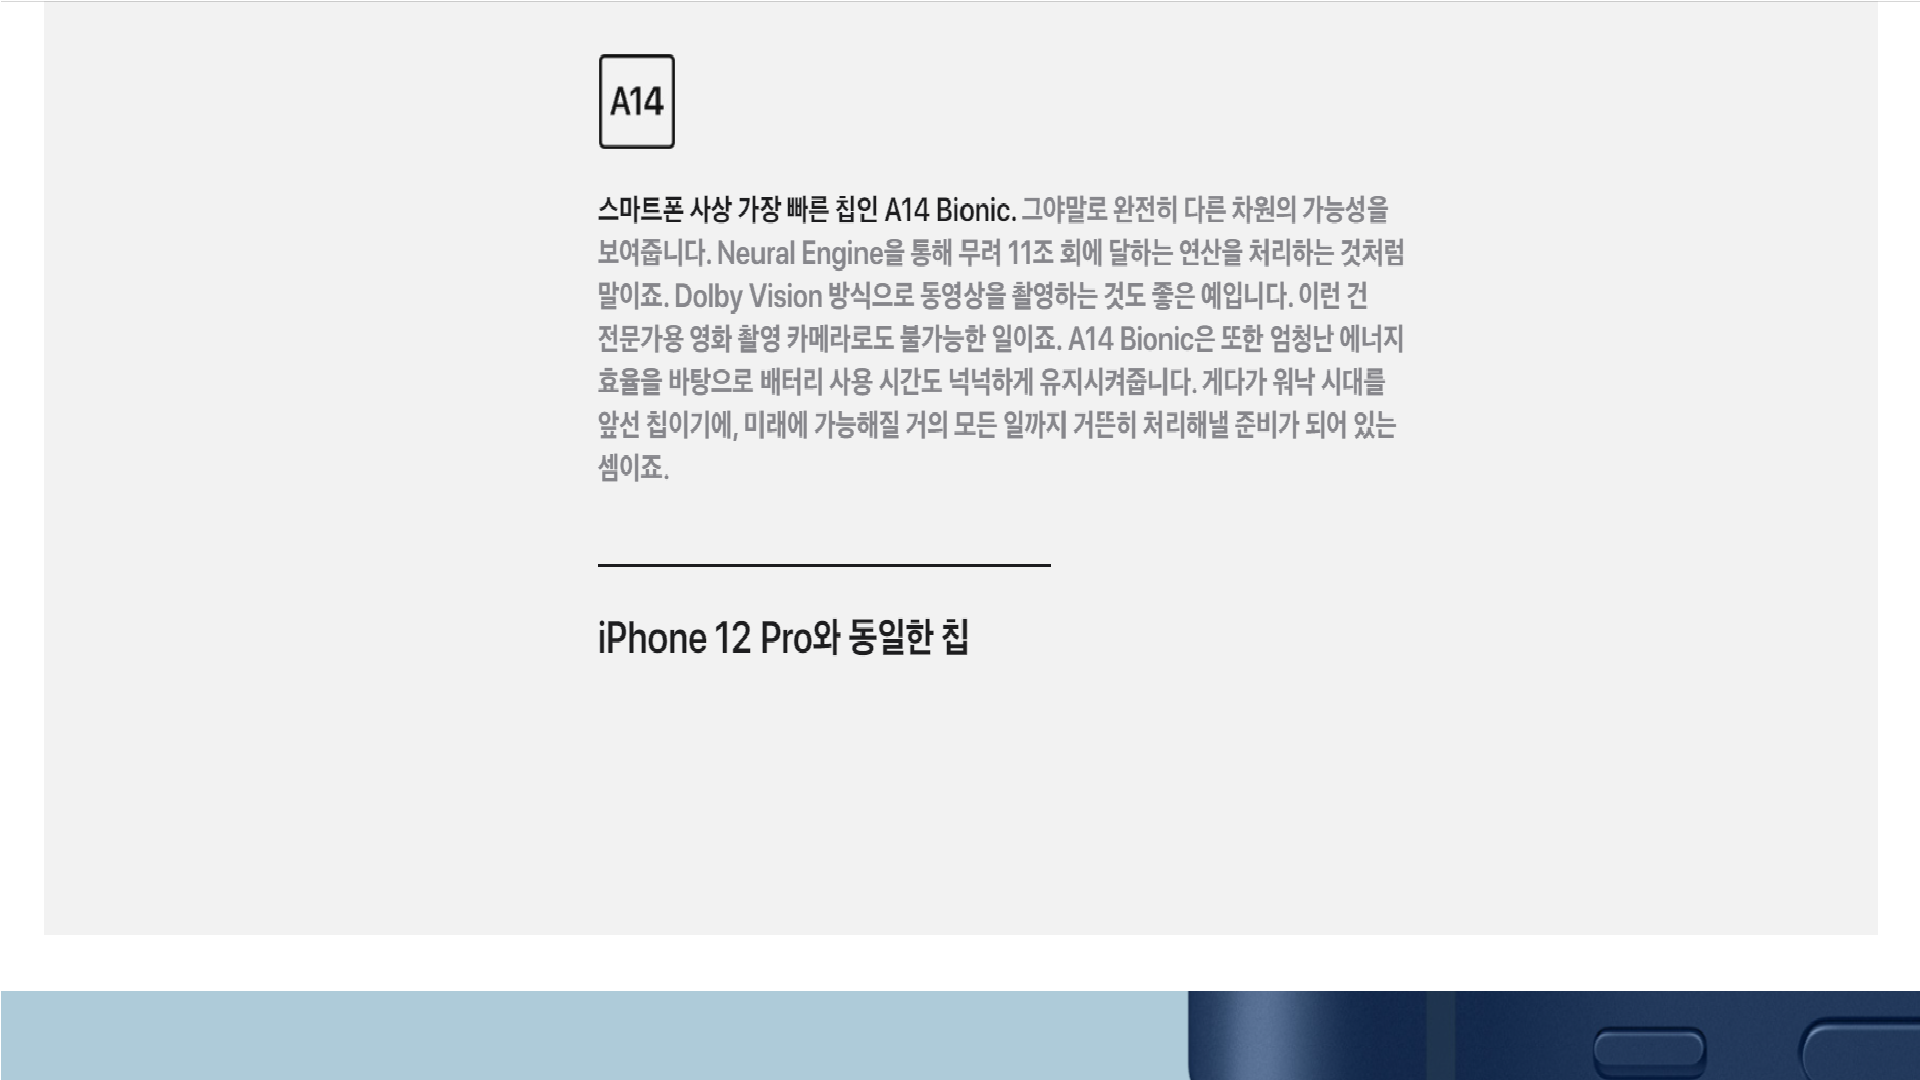 A14
스마트폰 사상 가장 빠른 칩인 A14 Bionic. 그야말로 완전히 다른 차원의 가능성을
보여줍니다. Neural Engine을 통해 무려 11조 회에 달하는 연산을 처리하는 것처럼
말이죠. Dolby Vision 방식으로 동영상을 촬영하는 것도 좋은 예입니다. 이런 건
전문가용 영화 촬영 카메라로도 불가능한 일이죠. A14 Bionic은 또한 엄청난 에너지
효율을 바탕으로 배터리 사용 시간도 넉넉하게 유지시켜줍니다. 게다가 워낙 시대를
앞선 칩이기에, 미래에 가능해질 거의 모든 일까지 거뜬히 처리해낼 준비가 되어 있는
셈이죠.
iPhone 12 Pro와 동일한 칩